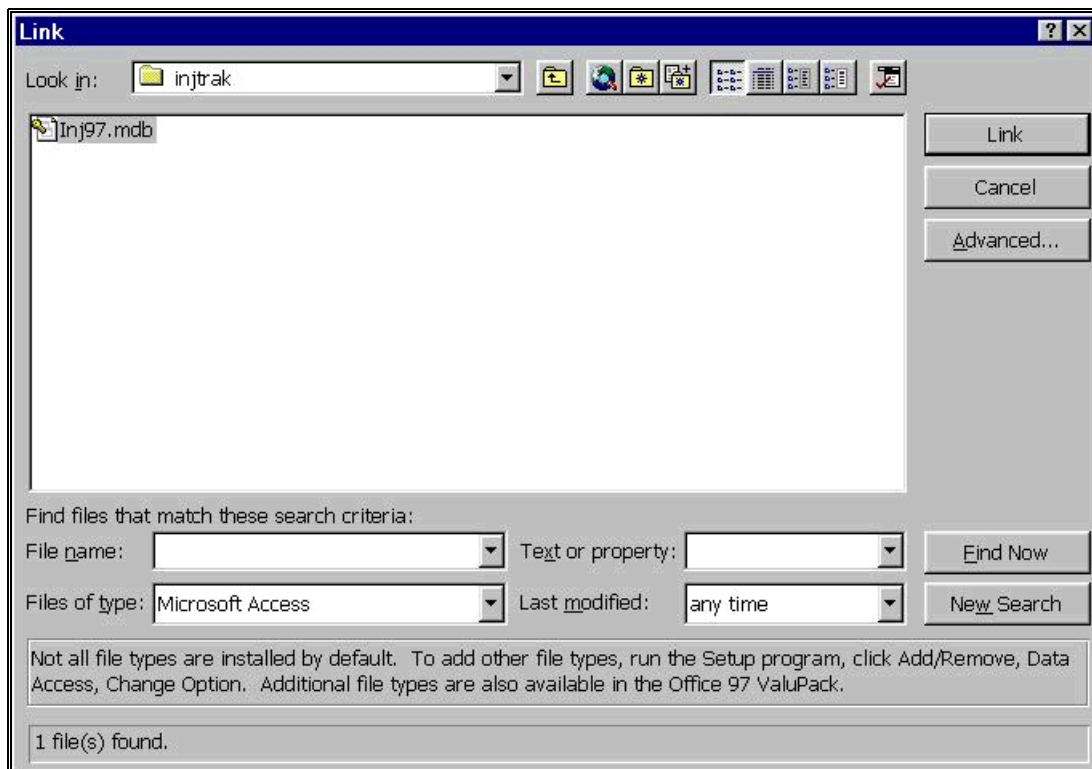 Link
Look in: injtrak
Inj97.mdb
Link
Cancel
Advanced...
Find files that match these search criteria:
File name: Text or property: Find Now
Files of type: Microsoft Access Last modified: any time New Search
Not all file types are installed by default. To add other file types, run the Setup program, click Add/Remove, Data
Access, Change Option. Additional file types are also available in the Office 97 ValuPack.
1 file(s) found.